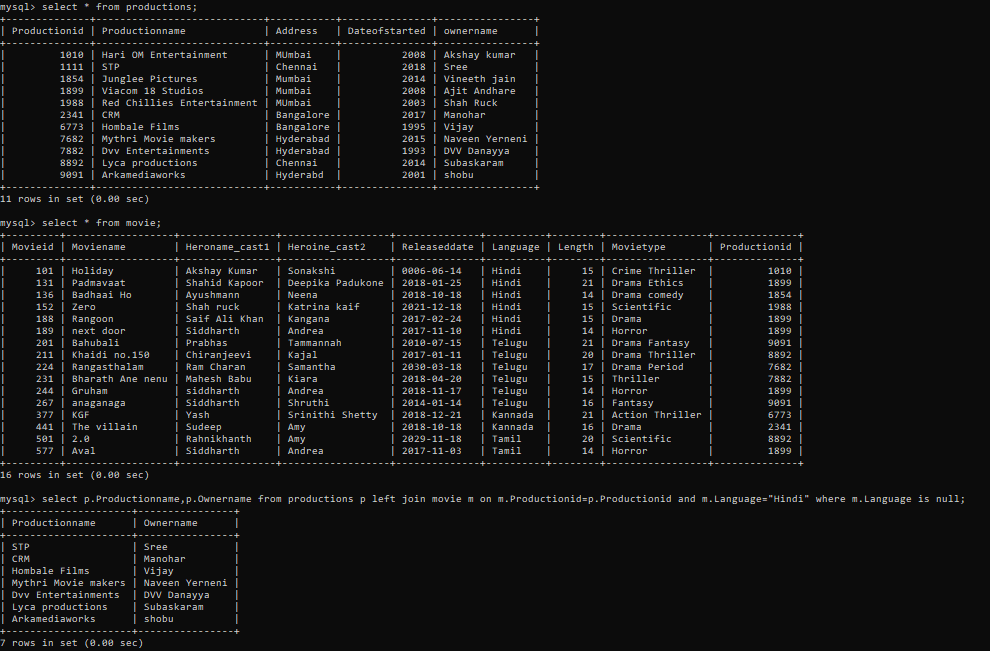 mysql> select * from productions;
+--------------+----------------------------+-----------+---------------+----------------+
| Productionid | Productionname             | Address   | Dateofstarted | ownername      |
+--------------+----------------------------+-----------+---------------+----------------+
|         1010 | Hari OM Entertainment      | MUmbai    |          2008 | Akshay kumar   |
|         1111 | STP                        | Chennai   |          2018 | Sree           |
|         1854 | Junglee Pictures           | Mumbai    |          2014 | Vineeth jain   |
|         1899 | Viacom 18 Studios          | Mumbai    |          2008 | Ajit Andhare   |
|         1988 | Red Chillies Entertainment | MUmbai    |          2003 | Shah Ruck      |
|         2341 | CRM                        | Bangalore |          2017 | Manohar        |
|         6773 | Hombale Films              | Bangalore |          1995 | Vijay          |
|         7682 | Mythri Movie makers        | Hyderabad |          2015 | Naveen Yerneni |
|         7882 | Dvv Entertainments         | Hyderabad |          1993 | DVV Danayya    |
|         8892 | Lyca productions           | Chennai   |          2014 | Subaskaram     |
|         9091 | Arkamediaworks             | Hyderabd  |          2001 | shobu          |
+--------------+----------------------------+-----------+---------------+----------------+
11 rows in set (0.00 sec)
mysql> select * from movie;
+---------+------------------+----------------+------------------+--------------+----------+--------+-----------------+--------------+
| Movieid | Moviename        | Heroname_cast1 | Heroine_cast2    | Releaseddate | Language | Length | Movietype       | Productionid |
+---------+------------------+----------------+------------------+--------------+----------+--------+-----------------+--------------+
|     101 | Holiday          | Akshay Kumar   | Sonakshi         | 0006-06-14   | Hindi    |     15 | Crime Thriller  |         1010 |
|     131 | Padmavaat        | Shahid Kapoor  | Deepika Padukone | 2018-01-25   | Hindi    |     21 | Drama Ethics    |         1899 |
|     136 | Badhaai Ho       | Ayushmann      | Neena            | 2018-10-18   | Hindi    |     14 | Drama comedy    |         1854 |
|     152 | Zero             | Shah ruck      | Katrina kaif     | 2021-12-18   | Hindi    |     15 | Scientific      |         1988 |
|     188 | Rangoon          | Saif Ali Khan  | Kangana          | 2017-02-24   | Hindi    |     15 | Drama           |         1899 |
|     189 | next door        | Siddharth      | Andrea           | 2017-11-10   | Hindi    |     14 | Horror          |         1899 |
|     201 | Bahubali         | Prabhas        | Tammannah        | 2010-07-15   | Telugu   |     21 | Drama Fantasy   |         9091 |
|     211 | Khaidi no.150    | Chiranjeevi    | Kajal            | 2017-01-11   | Telugu   |     20 | Drama Thriller  |         8892 |
|     224 | Rangasthalam     | Ram Charan     | Samantha         | 2030-03-18   | Telugu   |     17 | Drama Period    |         7682 |
|     231 | Bharath Ane nenu | Mahesh Babu    | Kiara            | 2018-04-20   | Telugu   |     15 | Thriller        |         7882 |
|     244 | Gruham           | siddharth      | Andrea           | 2018-11-17   | Telugu   |     14 | Horror          |         1899 |
|     267 | anaganaga        | Siddharth      | Shruthi          | 2014-01-14   | Telugu   |     16 | Fantasy         |         9091 |
|     377 | KGF              | Yash           | Srinithi Shetty  | 2018-12-21   | Kannada  |     21 | Action Thriller |         6773 |
|     441 | The villain      | Sudeep         | Amy              | 2018-10-18   | Kannada  |     16 | Drama           |         2341 |
|     501 | 2.0              | Rahnikhanth    | Amy              | 2029-11-18   | Tamil    |     20 | Scientific      |         8892 |
|     577 | Aval             | Siddharth      | Andrea           | 2017-11-03   | Tamil    |     14 | Horror          |         1899 |
+---------+------------------+----------------+------------------+--------------+----------+--------+-----------------+--------------+
16 rows in set (0.00 sec)
mysql> select p.Productionname,p.Ownername from productions p left join movie m on m.Productionid=p.Productionid and m.Language="Hindi" where m.Language is null;
+---------------------+----------------+
| Productionname      | Ownername      |
+---------------------+----------------+
| STP                 | Sree           |
| CRM                 | Manohar        |
| Hombale Films       | Vijay          |
| Mythri Movie makers | Naveen Yerneni |
| Dvv Entertainments  | DVV Danayya    |
| Lyca productions    | Subaskaram     |
| Arkamediaworks      | shobu          |
+---------------------+----------------+
7 rows in set (0.00 sec)